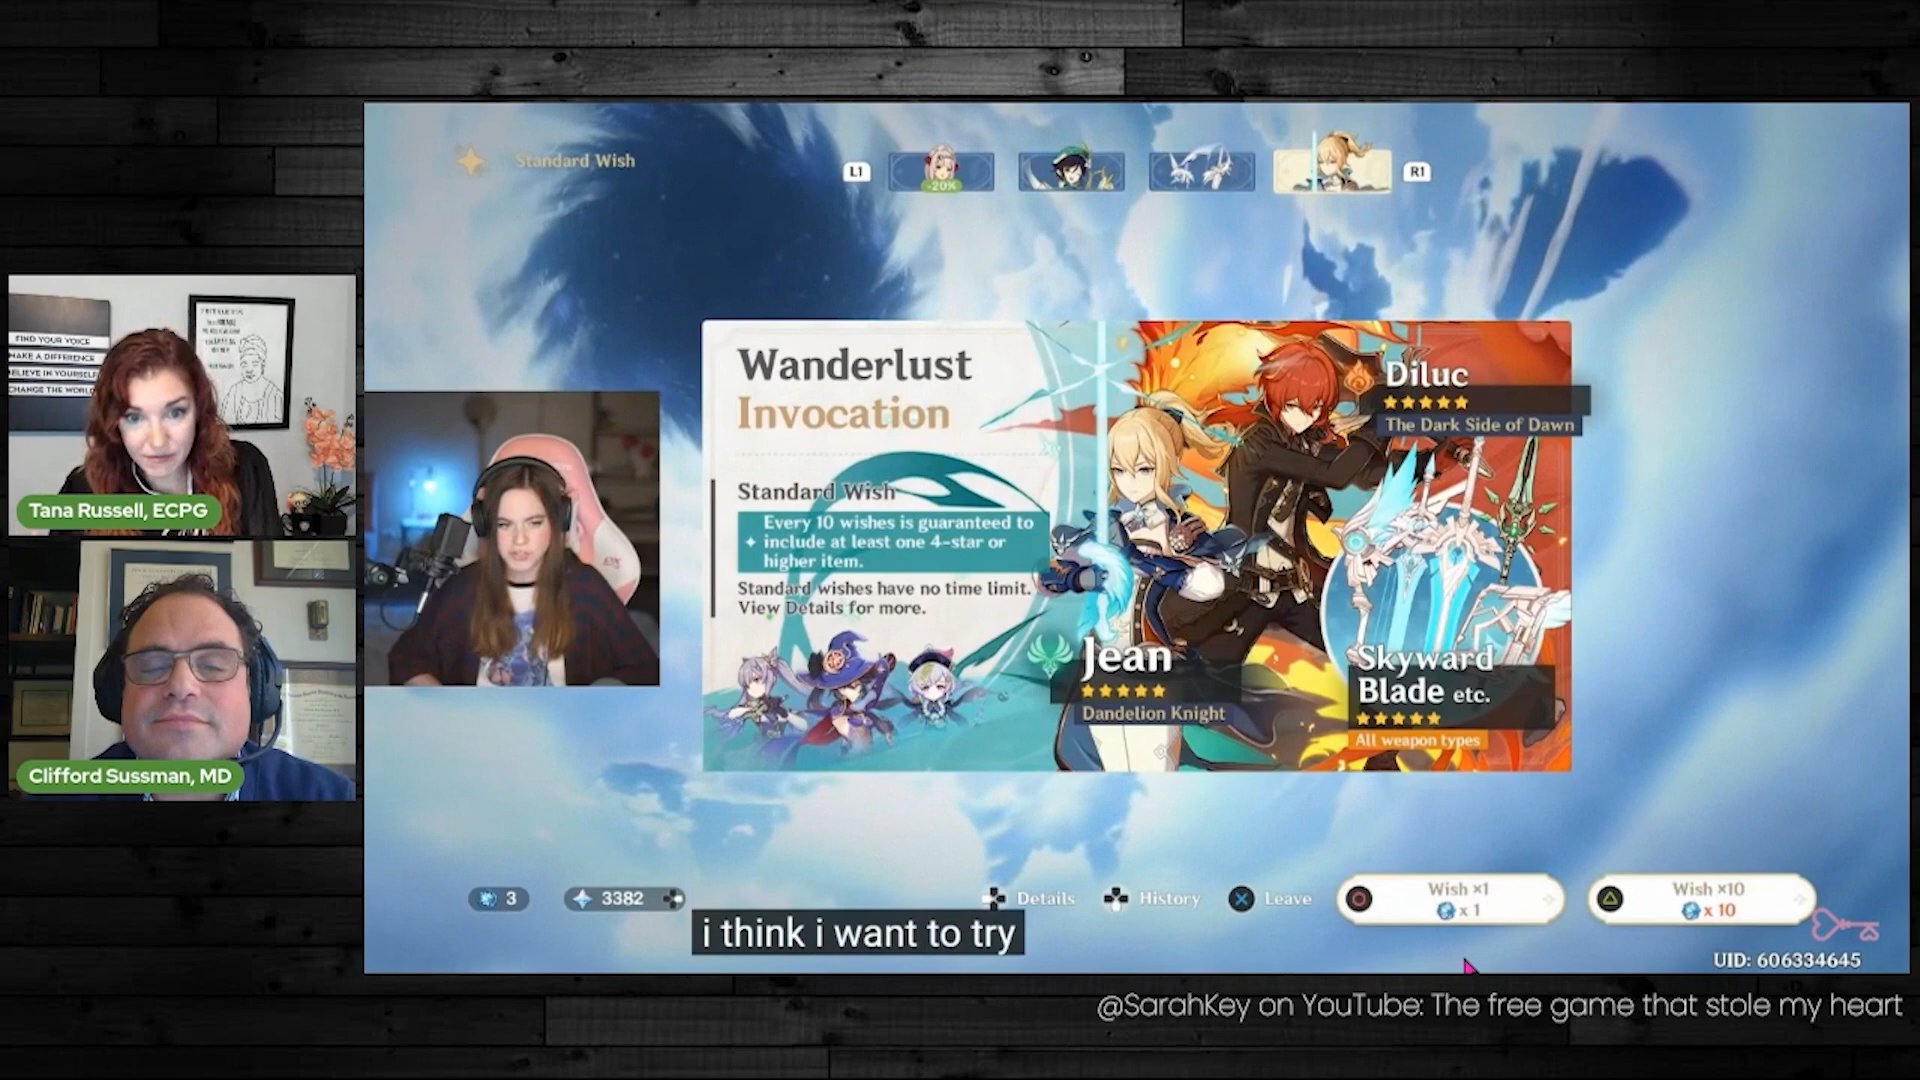 Standard Wish
L1
-20%
R1
FIND YOUR VOICE
MAKE A DIFFERENCE
BELIEVE IN YOURSELF
CHANGE THE WORLD
Tana Russell, ECPG
Clifford Sussman, MD
Wanderlust
Invocation
Standard Wish
Every 10 wishes is guaranteed to
include at least one 4-star or
higher item.
Standard wishes have no time limit.
View Details for more.
Diluc
The Dark Side of Dawn
Jean
Dandelion Knight
Skyward
Blade etc.
All weapon types
3
3382
Details
History
Leave
Wish ×1
x 1
Wish ×10
x 10
i think i want to try
UID: 606334645
@SarahKey on YouTube: The free game that stole my heart